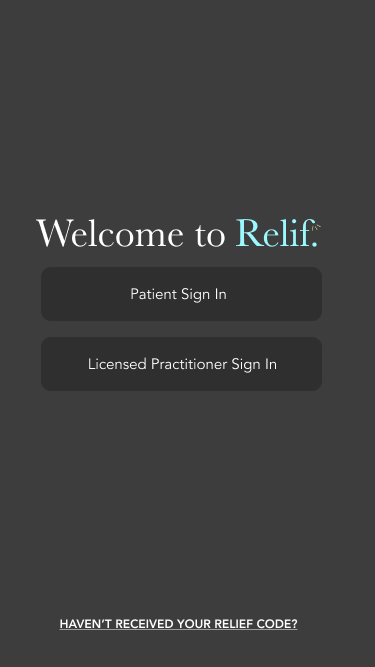 Welcome to Relif.
Patient Sign In
Licensed Practitioner Sign In
HAVEN'T RECEIVED YOUR RELIEF CODE?